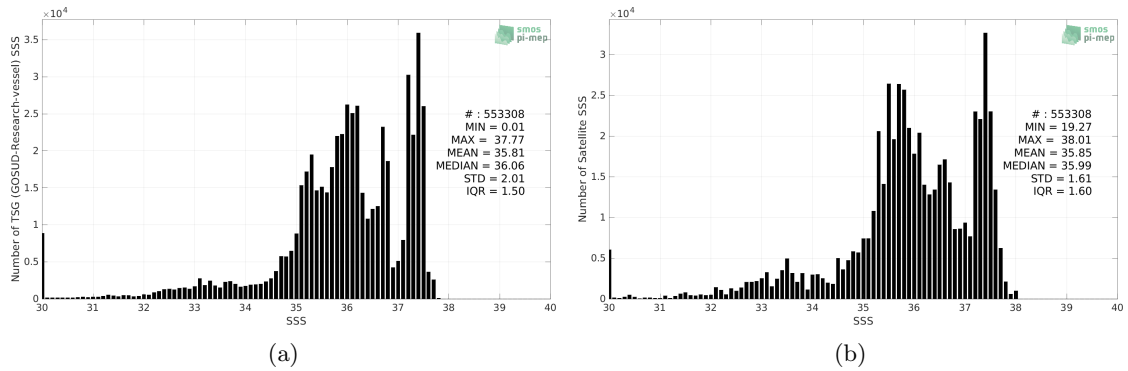 ×10⁴
3.5
3
2.5
2
1.5
1
0.5
0
30 31 32 33 34 35 36 37 38 39 40
SSS
Number of TSG (GOSUD-Research-vessel) SSS
smos
pi-mep
# : 553308
MIN = 0.01
MAX = 37.77
MEAN = 35.81
MEDIAN = 36.06
STD = 2.01
IQR = 1.50
(a)
×10⁴
3
2.5
2
1.5
1
0.5
0
30 31 32 33 34 35 36 37 38 39 40
SSS
Number of Satellite SSS
smos
pi-mep
# : 553308
MIN = 19.27
MAX = 38.01
MEAN = 35.85
MEDIAN = 35.99
STD = 1.61
IQR = 1.60
(b)